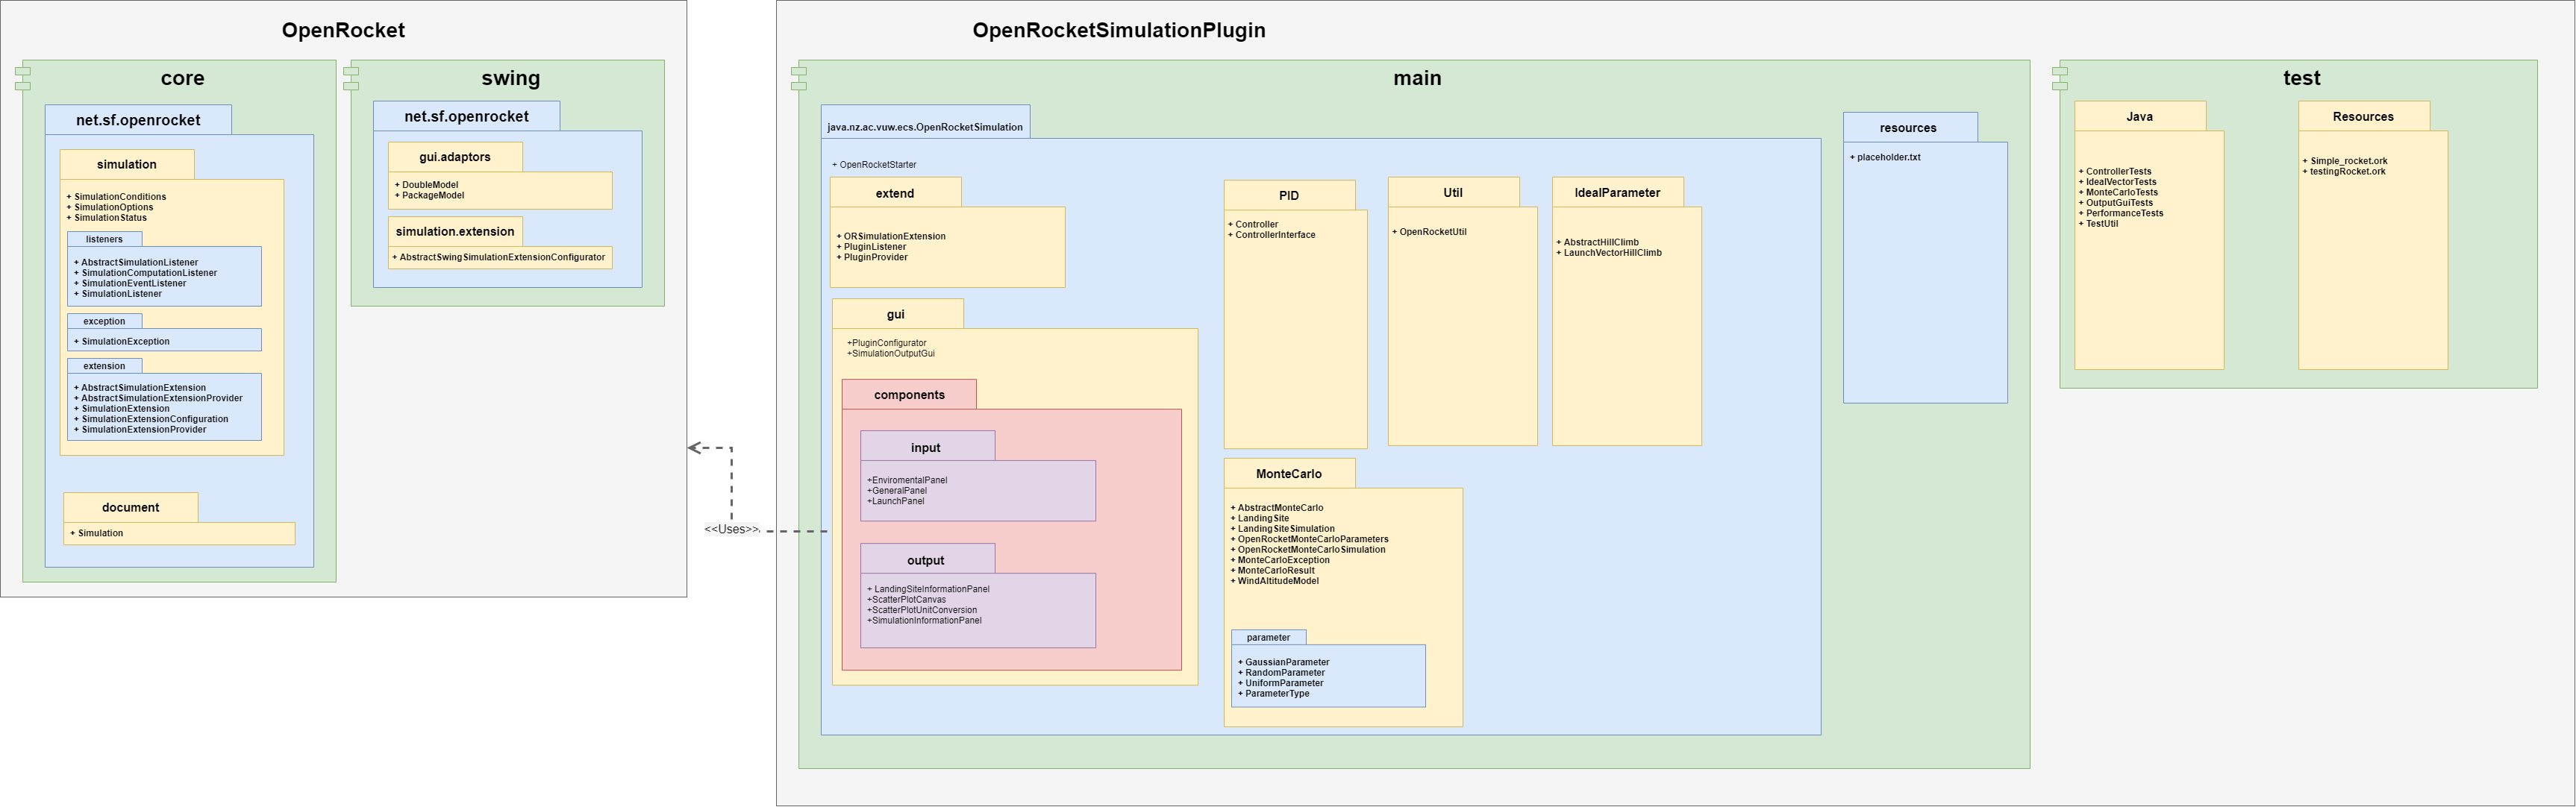 OpenRocket
core
net.sf.openrocket
simulation
+ SimulationConditions
+ SimulationOptions
+ SimulationStatus
listeners
+ AbstractSimulationListener
+ SimulationComputationListener
+ SimulationEventListener
+ SimulationListener
exception
+ SimulationException
extension
+ AbstractSimulationExtension
+ AbstractSimulationExtensionProvider
+ SimulationExtension
+ SimulationExtensionConfiguration
+ SimulationExtensionProvider
document
+ Simulation
swing
net.sf.openrocket
gui.adaptors
+ DoubleModel
+ PackageModel
simulation.extension
+ AbstractSwingSimulationExtensionConfigurator
<<Uses>>
OpenRocketSimulationPlugin
main
java.nz.ac.vuw.ecs.OpenRocketSimulation
+ OpenRocketStarter
extend
+ ORSimulationExtension
+ PluginListener
+ PluginProvider
gui
+PluginConfigurator
+SimulationOutputGui
components
input
+EnviromentalPanel
+GeneralPanel
+LaunchPanel
output
+ LandingSiteInformationPanel
+ScatterPlotCanvas
+ScatterPlotUnitConversion
+SimulationInformationPanel
PID
+ Controller
+ ControllerInterface
Util
+ OpenRocketUtil
IdealParameter
+ AbstractHillClimb
+ LaunchVectorHillClimb
MonteCarlo
+ AbstractMonteCarlo
+ LandingSite
+ LandingSiteSimulation
+ OpenRocketMonteCarloParameters
+ OpenRocketMonteCarloSimulation
+ MonteCarloException
+ MonteCarloResult
+ WindAltitudeModel
parameter
+ GaussianParameter
+ RandomParameter
+ UniformParameter
+ ParameterType
resources
+ placeholder.txt
test
Java
+ ControllerTests
+ IdealVectorTests
+ MonteCarloTests
+ OutputGuiTests
+ PerformanceTests
+ TestUtil
Resources
+ Simple_rocket.ork
+ testingRocket.ork